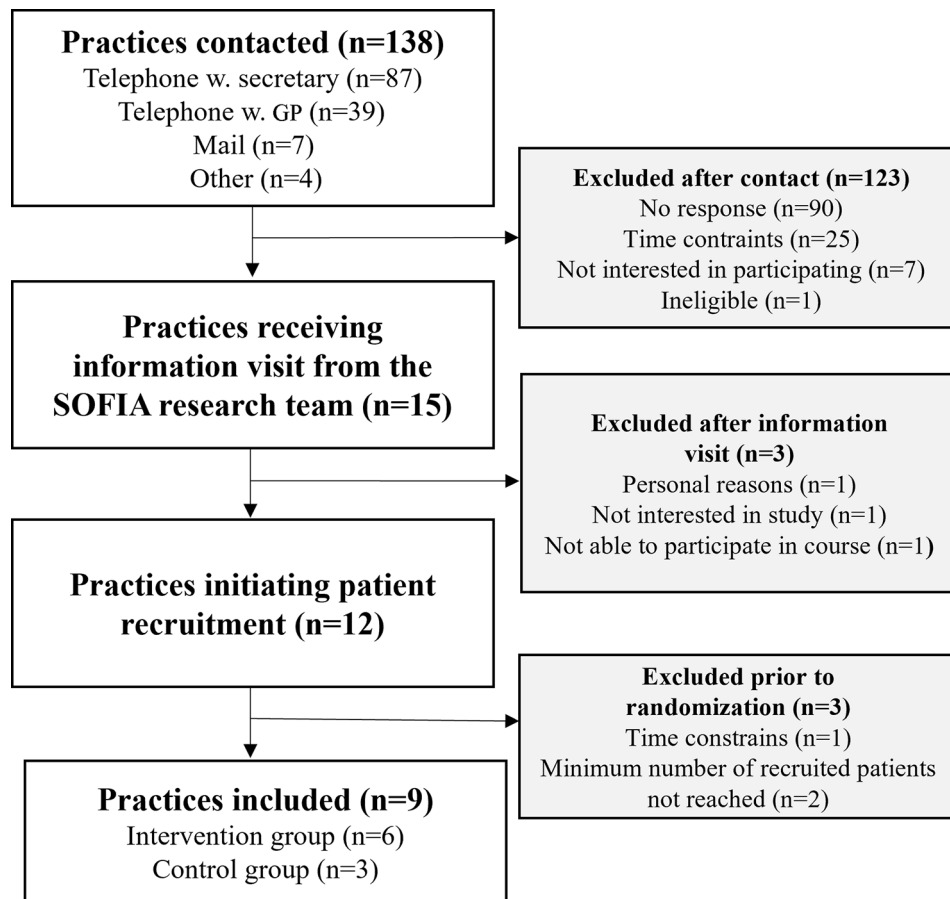 Practices contacted (n=138)
Telephone w. secretary (n=87)
Telephone w. GP (n=39)
Mail (n=7)
Other (n=4)
Excluded after contact (n=123)
No response (n=90)
Time contraints (n=25)
Not interested in participating (n=7)
Ineligible (n=1)
Practices receiving
information visit from the
SOFIA research team (n=15)
Excluded after information
visit (n=3)
Personal reasons (n=1)
Not interested in study (n=1)
Not able to participate in course (n=1)
Practices initiating patient
recruitment (n=12)
Excluded prior to
randomization (n=3)
Time constrains (n=1)
Minimum number of recruited patients
not reached (n=2)
Practices included (n=9)
Intervention group (n=6)
Control group (n=3)